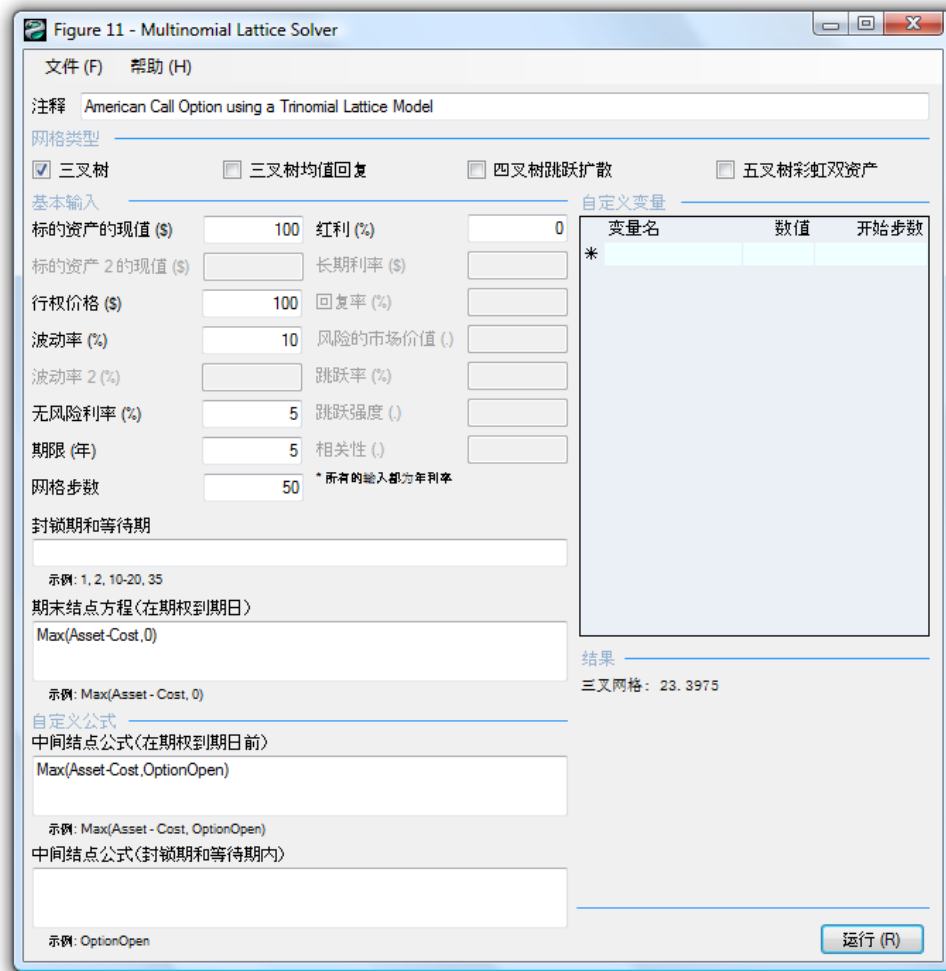 Figure 11 - Multinomial Lattice Solver
文件 (F) 帮助 (H)
注释 American Call Option using a Trinomial Lattice Model
网格类型
三叉树 三叉树均值回复 四叉树跳跃扩散 五叉树彩虹双资产
基本输入 自定义变量
标的资产的现值 ($) 100 红利 (%) 0 变量名 数值 开始步数
标的资产 2 的现值 ($) 长期利率 ($) *
行权价格 ($) 100 回复率 (%)
波动率 (%) 10 风险的市场价值 (.)
波动率 2 (%) 跳跃率 (%)
无风险利率 (%) 5 跳跃强度 (.)
期限 (年) 5 相关性 (.)
网格步数 50 * 所有的输入都为年利率
封锁期和等待期
示例: 1, 2, 10-20, 35
期末结点方程(在期权到期日)
Max(Asset-Cost,0)
示例: Max(Asset - Cost, 0)
结果
三叉网格: 23.3975
自定义公式
中间结点公式(在期权到期日前)
Max(Asset-Cost,OptionOpen)
示例: Max(Asset - Cost, OptionOpen)
中间结点公式(封锁期和等待期内)
示例: OptionOpen
运行 (R)